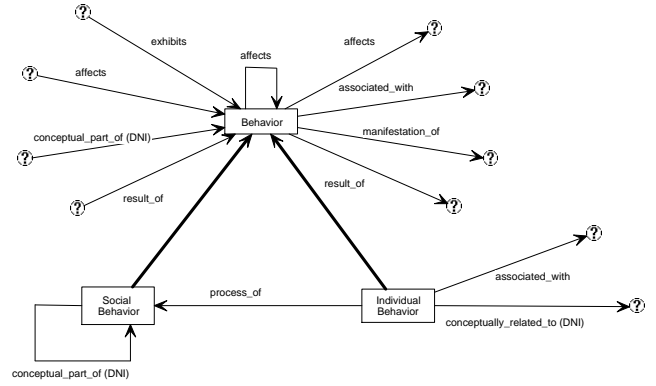 ?
exhibits
affects
affects
affects
?
?
associated_with
?
Behavior
manifestation_of
conceptual_part_of (DNI)
?
?
result_of
result_of
?
?
?
associated_with
Social
Behavior
process_of
Individual
Behavior
?
conceptually_related_to (DNI)
conceptual_part_of (DNI)